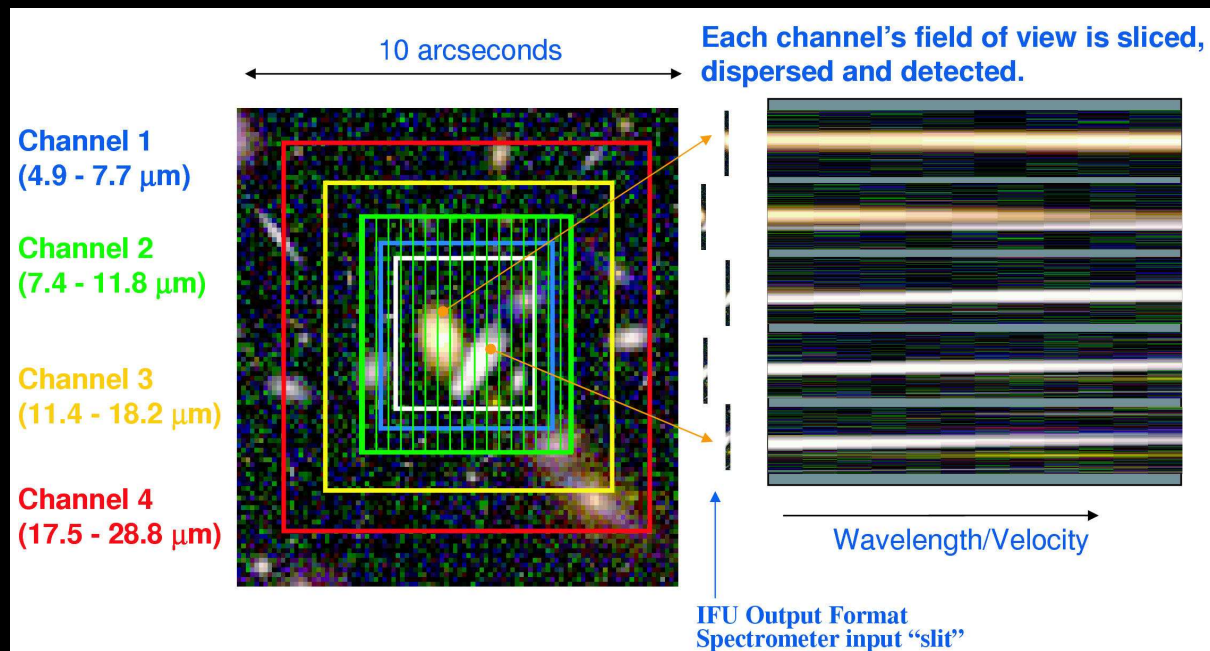 10 arcseconds
Each channel's field of view is sliced,
dispersed and detected.
Channel 1
(4.9 - 7.7 µm)
Channel 2
(7.4 - 11.8 µm)
Channel 3
(11.4 - 18.2 µm)
Channel 4
(17.5 - 28.8 µm)
Wavelength/Velocity
IFU Output Format
Spectrometer input “slit”